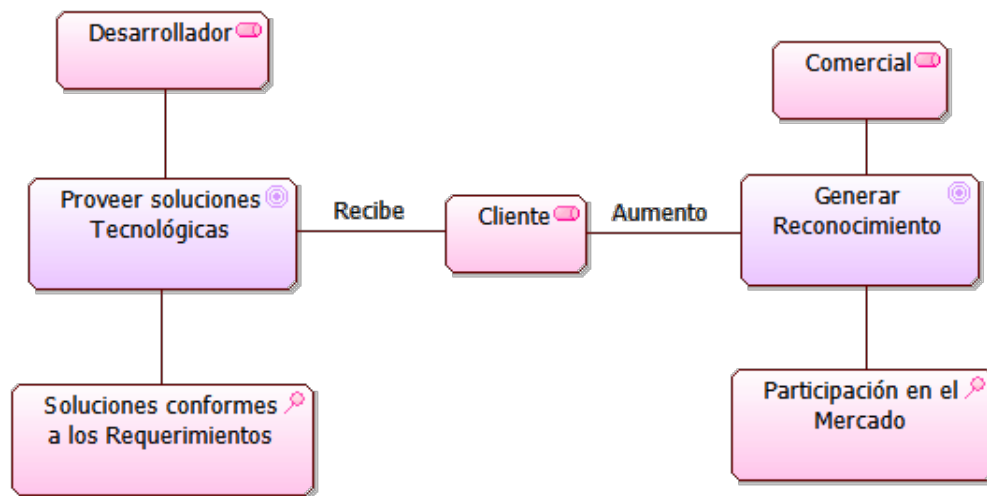 Desarrollador
Comercial
Proveer soluciones
Tecnológicas
Recibe
Cliente
Aumento
Generar
Reconocimiento
Soluciones conformes
a los Requerimientos
Participación en el
Mercado